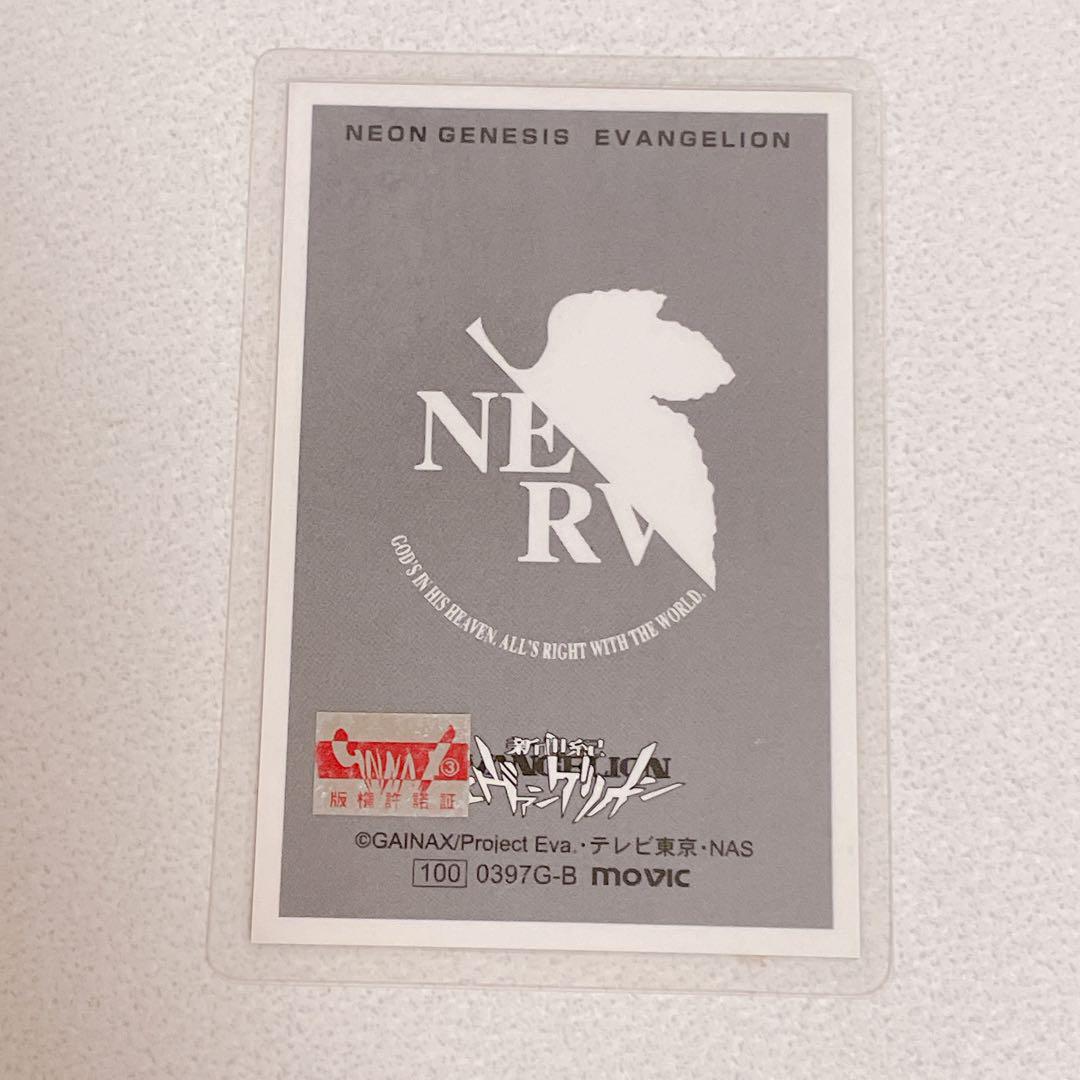 NEON GENESIS EVANGELION
NE
RV
GOD'S IN HIS HEAVEN. ALL'S RIGHT WITH THE WORLD.
新世紀
ヴァンゲリオン
GAINAX ③
版権許諾証
©GAINAX/Project Eva.・テレビ東京・NAS
100 0397G-B movic